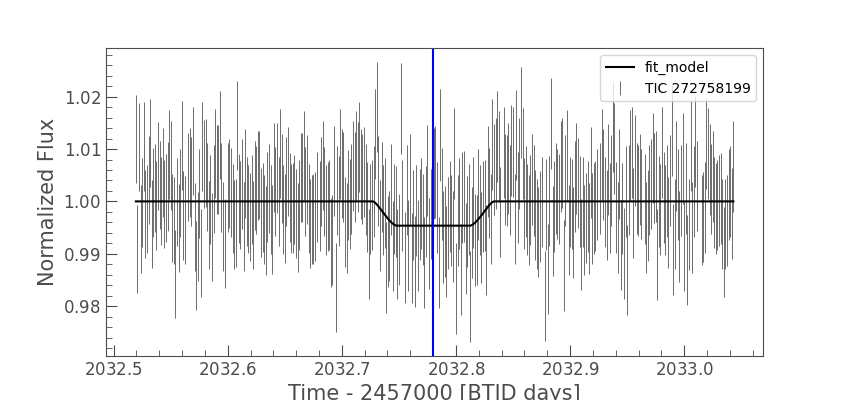 fit_model
TIC 272758199
1.02
1.01
1.00
0.99
0.98
Normalized Flux
2032.5 2032.6 2032.7 2032.8 2032.9 2033.0
Time - 2457000 [BTJD days]